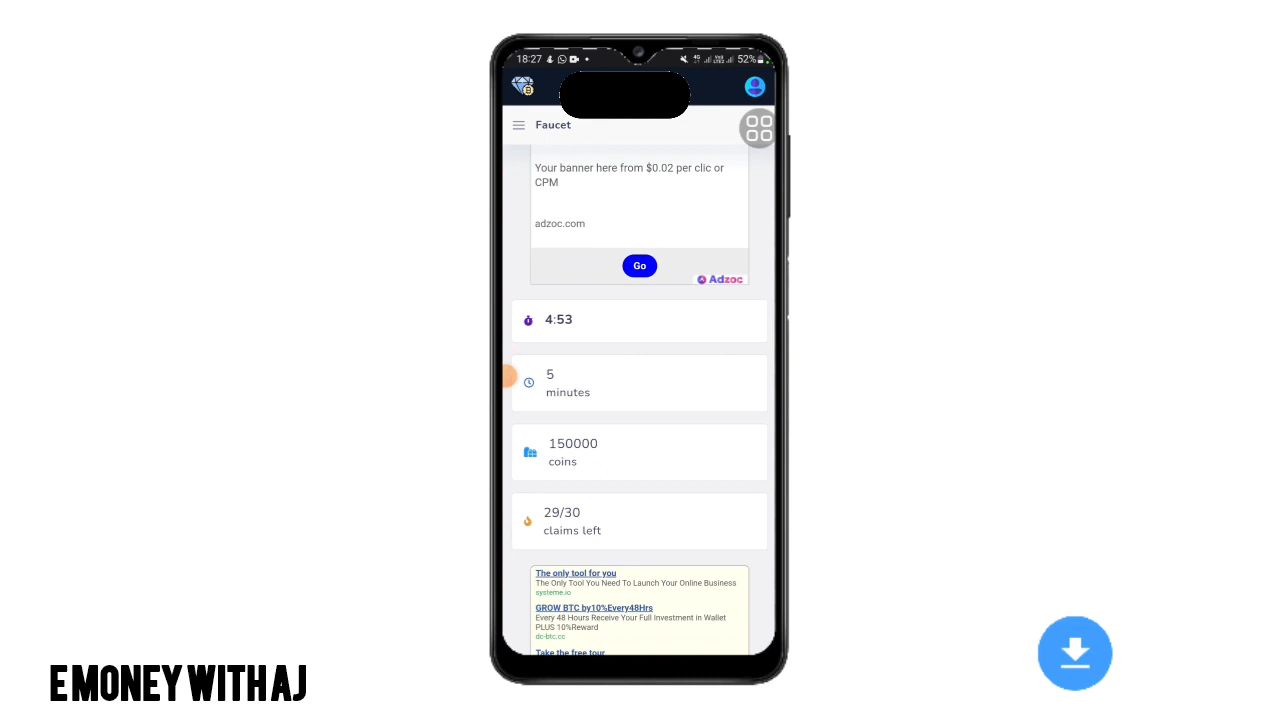 18:27
4G
52%
Faucet
Your banner here from $0.02 per clic or
CPM
adzoc.com
Go
Adzoc
4:53
5
minutes
150000
coins
29/30
claims left
The only tool for you
The Only Tool You Need To Launch Your Online Business
systeme.io
GROW BTC by10%Every48Hrs
Every 48 Hours Receive Your Full Investment in Wallet
PLUS 10%Reward
dc-btc.cc
Take the free tour
E MONEY WITH AJ